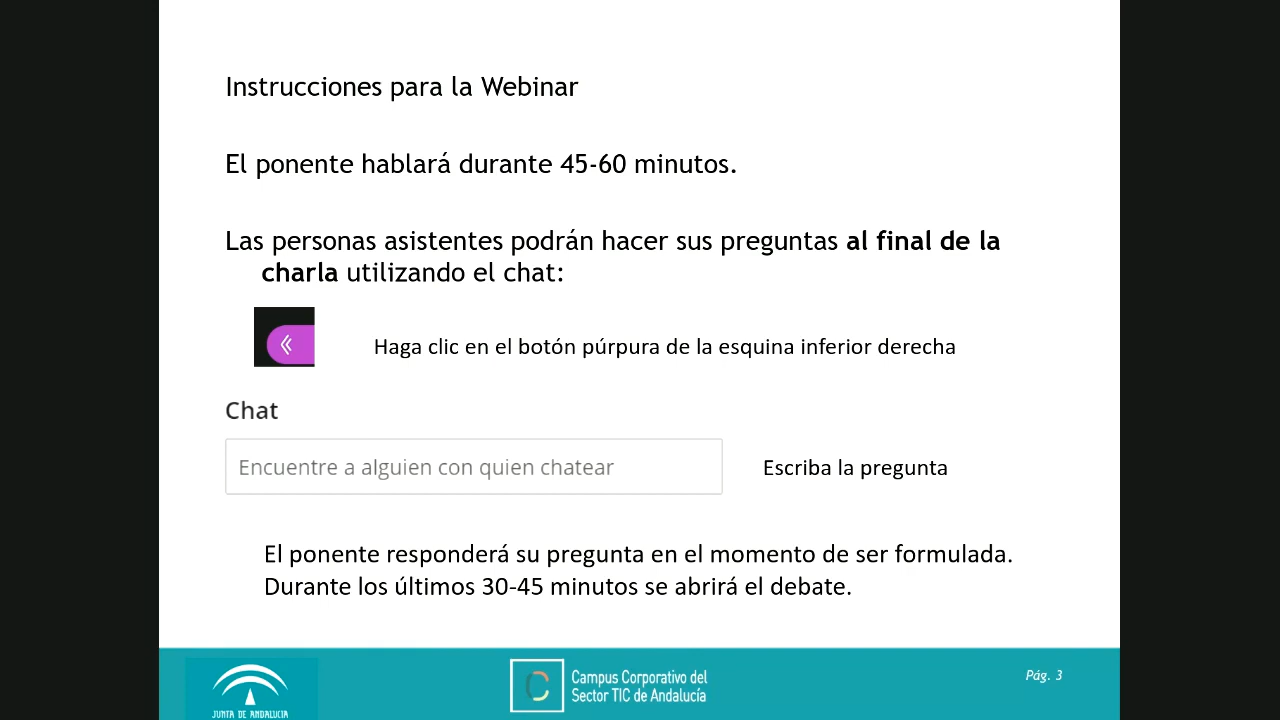 Instrucciones para la Webinar
El ponente hablará durante 45-60 minutos.
Las personas asistentes podrán hacer sus preguntas al final de la
charla utilizando el chat:
Haga clic en el botón púrpura de la esquina inferior derecha
Chat
Encuentre a alguien con quien chatear
Escriba la pregunta
El ponente responderá su pregunta en el momento de ser formulada.
Durante los últimos 30-45 minutos se abrirá el debate.
JUNTA DE ANDALUCIA
Campus Corporativo del
Sector TIC de Andalucía
Pág. 3